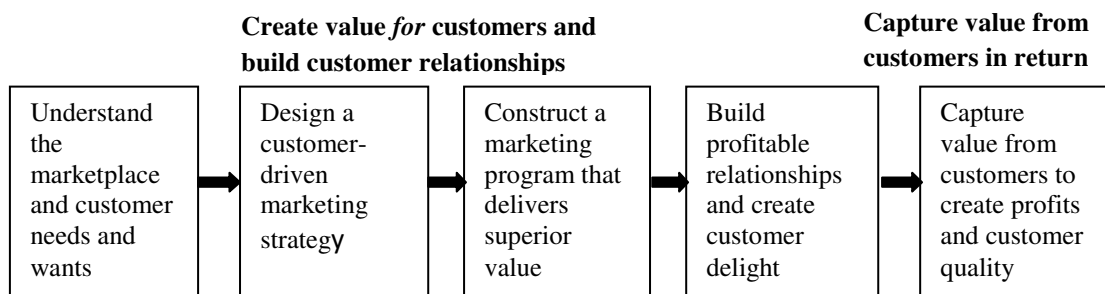 Create value for customers and
build customer relationships
Capture value from
customers in return
Understand
the
marketplace
and customer
needs and
wants
Design a
customer-
driven
marketing
strategy
Construct a
marketing
program that
delivers
superior
value
Build
profitable
relationships
and create
customer
delight
Capture
value from
customers to
create profits
and customer
quality